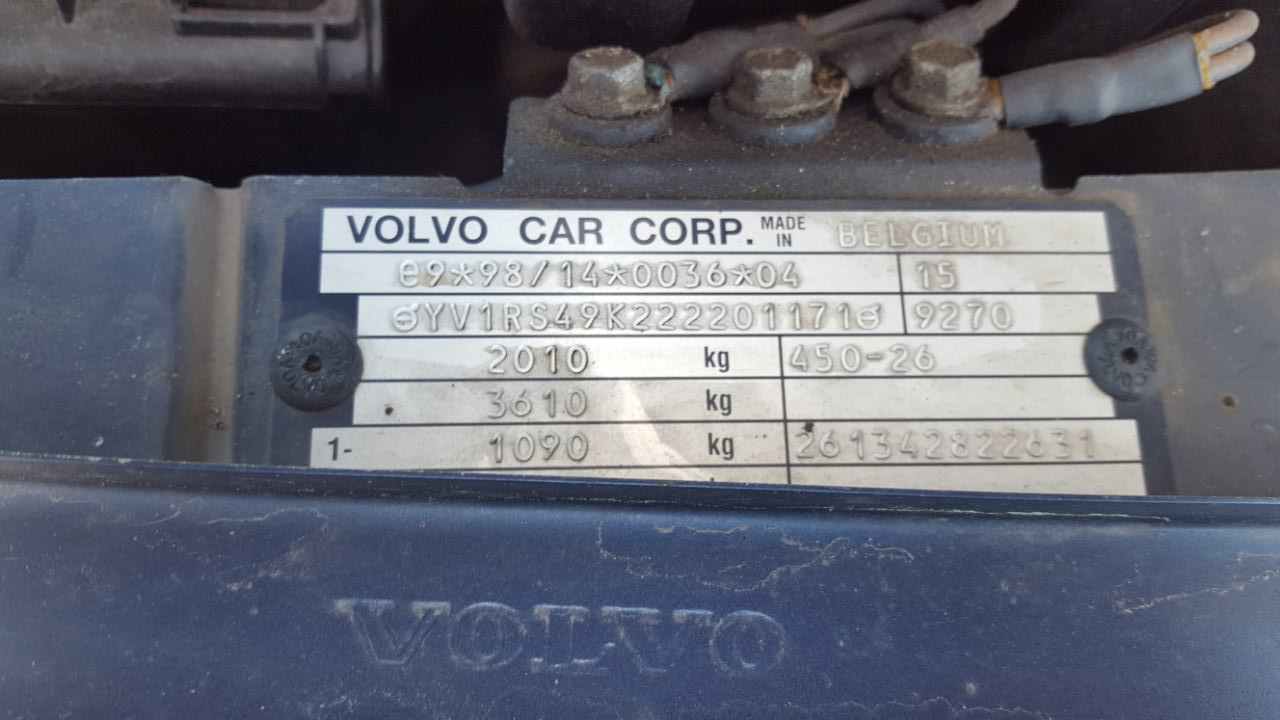 VOLVO CAR CORP. MADE IN BELGIUM
e9*98/14*0036*04 15
YV1RS49K222201171 9270
2010 kg 450-26
3610 kg
1- 1090 kg 261342822631
VOLVO